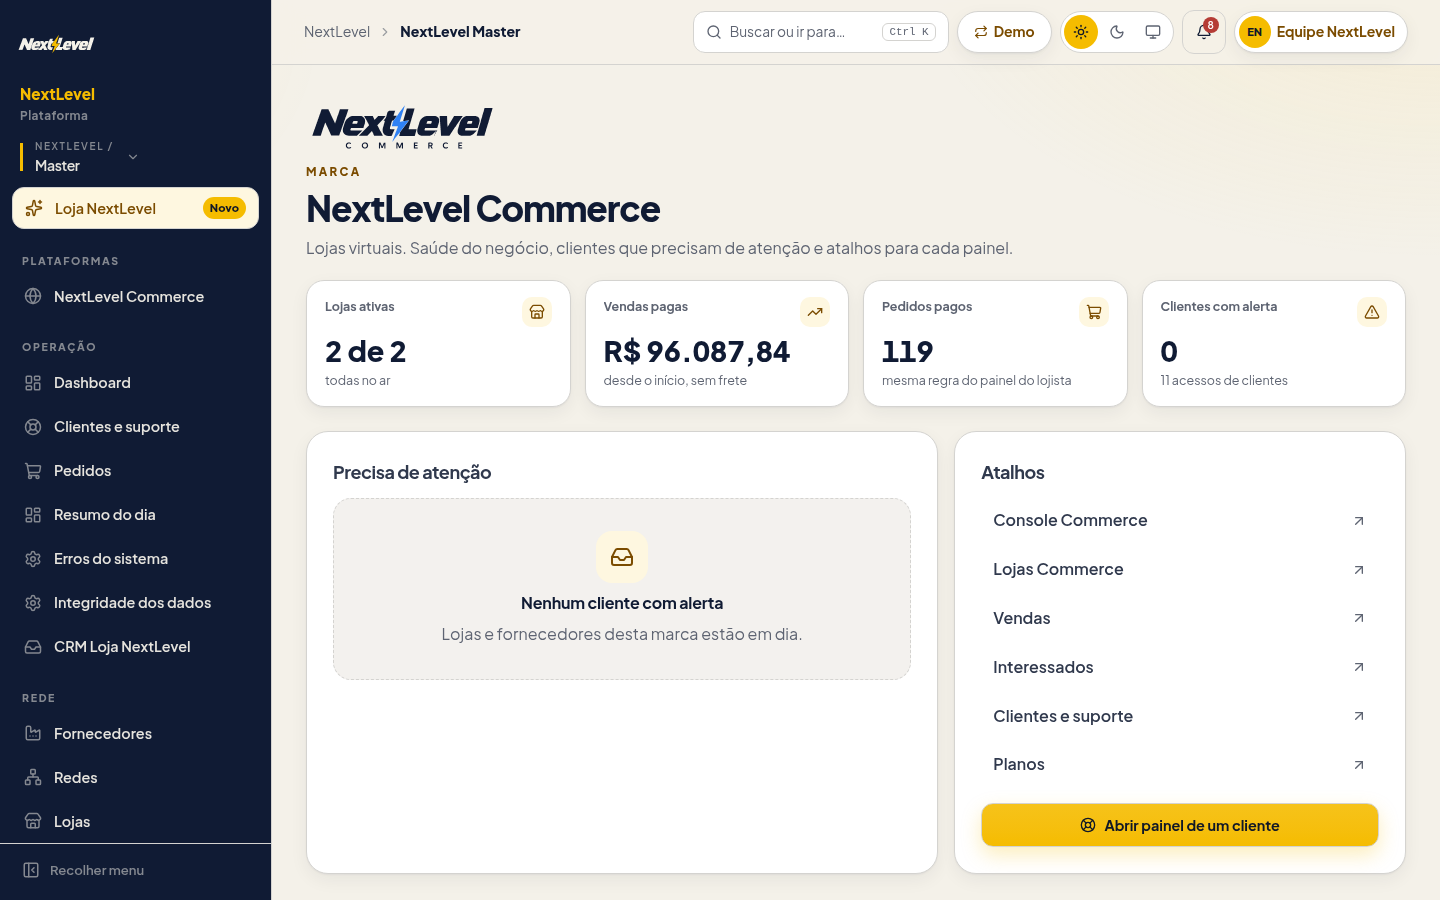 NextLevel
NextLevel
Plataforma
NEXTLEVEL /
Master
Loja NextLevel
Novo
PLATAFORMAS
NextLevel Commerce
OPERAÇÃO
Dashboard
Clientes e suporte
Pedidos
Resumo do dia
Erros do sistema
Integridade dos dados
CRM Loja NextLevel
REDE
Fornecedores
Redes
Lojas
Recolher menu
NextLevel
NextLevel Master
Buscar ou ir para...
Ctrl K
Demo
8
EN
Equipe NextLevel
NextLevel
COMMERCE
MARCA
NextLevel Commerce
Lojas virtuais. Saúde do negócio, clientes que precisam de atenção e atalhos para cada painel.
Lojas ativas
2 de 2
todas no ar
Vendas pagas
R$ 96.087,84
desde o início, sem frete
Pedidos pagos
119
mesma regra do painel do lojista
Clientes com alerta
0
11 acessos de clientes
Precisa de atenção
Nenhum cliente com alerta
Lojas e fornecedores desta marca estão em dia.
Atalhos
Console Commerce
Lojas Commerce
Vendas
Interessados
Clientes e suporte
Planos
Abrir painel de um cliente